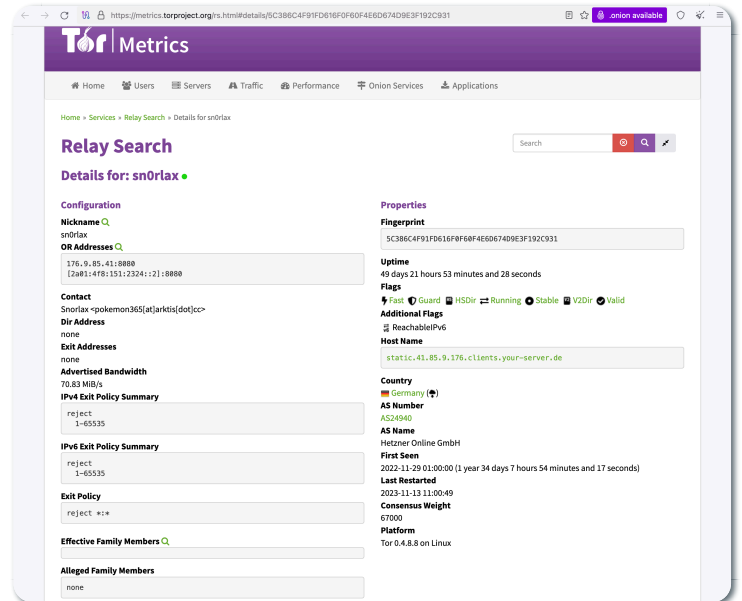 https://metrics.torproject.org/rs.html#details/5C386C4F91FD616F0F60F4E6D674D9E3F192C931
.onion available
Tor Metrics
Home Users Servers Traffic Performance Onion Services Applications
Home » Services » Relay Search » Details for sn0rlax
Relay Search
Search
Details for: sn0rlax
Configuration
Nickname
sn0rlax
OR Addresses
176.9.85.41:8080
[2a01:4f8:151:2324::2]:8080
Contact
Snorlax <pokemon365[at]arktis[dot]cc>
Dir Address
none
Exit Addresses
none
Advertised Bandwidth
70.83 MiB/s
IPv4 Exit Policy Summary
reject
1-65535
IPv6 Exit Policy Summary
reject
1-65535
Exit Policy
reject *:*
Effective Family Members
Alleged Family Members
none
Properties
Fingerprint
5C386C4F91FD616F0F60F4E6D674D9E3F192C931
Uptime
49 days 21 hours 53 minutes and 28 seconds
Flags
Fast Guard HSDir Running Stable V2Dir Valid
Additional Flags
ReachableIPv6
Host Name
static.41.85.9.176.clients.your-server.de
Country
Germany ( )
AS Number
AS24940
AS Name
Hetzner Online GmbH
First Seen
2022-11-29 01:00:00 (1 year 34 days 7 hours 54 minutes and 17 seconds)
Last Restarted
2023-11-13 11:00:49
Consensus Weight
67000
Platform
Tor 0.4.8.8 on Linux